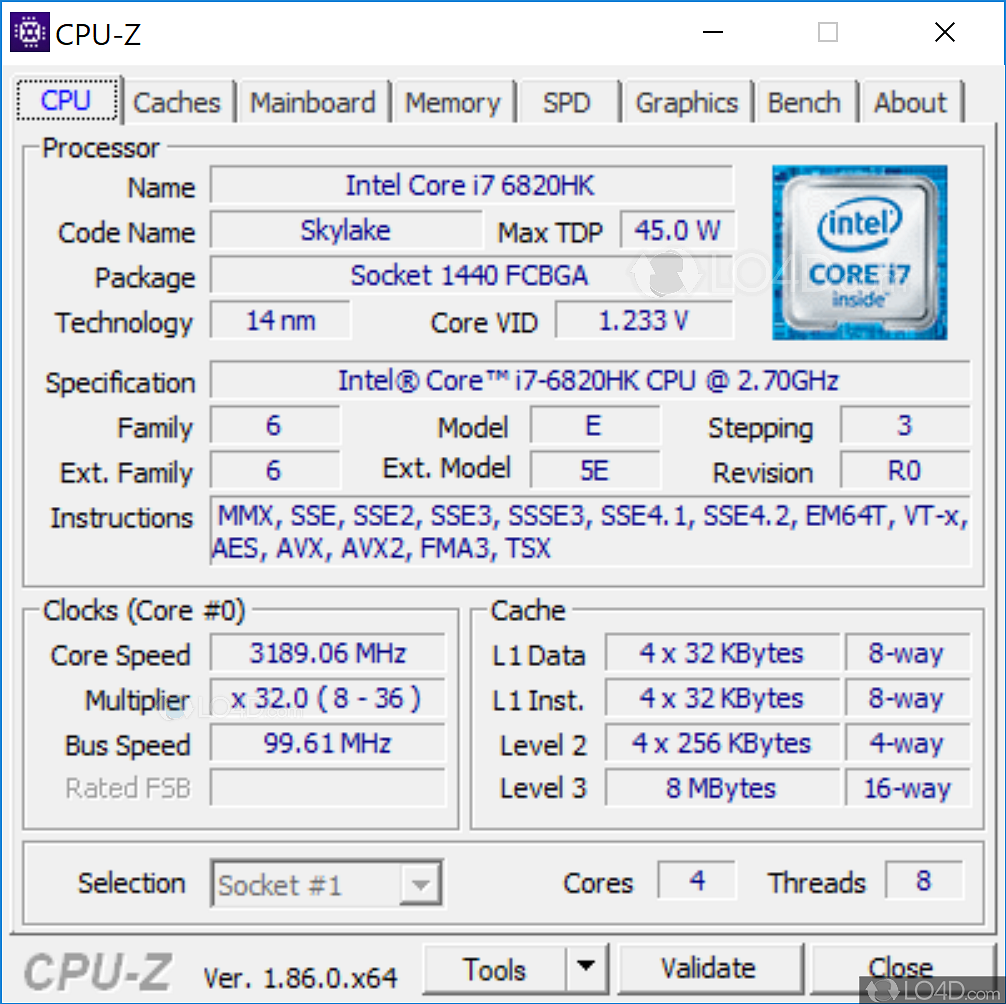 CPU-Z
CPU Caches Mainboard Memory SPD Graphics Bench About
Processor
Name Intel Core i7 6820HK
Code Name Skylake Max TDP 45.0 W
Package Socket 1440 FCBGA
Technology 14 nm Core VID 1.233 V
intel
CORE i7
inside™
LO4D.com
Specification Intel® Core™ i7-6820HK CPU @ 2.70GHz
Family 6 Model E Stepping 3
Ext. Family 6 Ext. Model 5E Revision R0
Instructions MMX, SSE, SSE2, SSE3, SSSE3, SSE4.1, SSE4.2, EM64T, VT-x,
AES, AVX, AVX2, FMA3, TSX
Clocks (Core #0)
Core Speed 3189.06 MHz
Multiplier x 32.0 ( 8 - 36 )
LO4D.com
Bus Speed 99.61 MHz
Rated FSB
Cache
L1 Data 4 x 32 KBytes 8-way
L1 Inst. 4 x 32 KBytes 8-way
Level 2 4 x 256 KBytes 4-way
Level 3 8 MBytes 16-way
Selection Socket #1 Cores 4 Threads 8
CPU-Z Ver. 1.86.0.x64 Tools Validate Close
LO4D.com